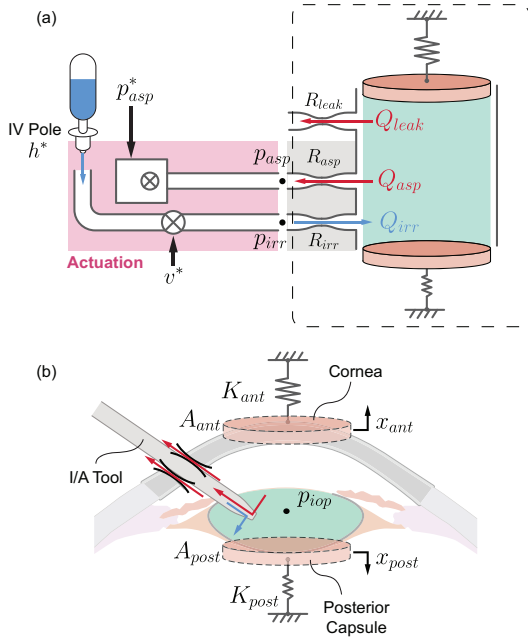 (a)
p*asp
IV Pole
h*
Rleak
Qleak
pasp
Rasp
Qasp
Qirr
pirr
Rirr
Actuation
v*
(b)
Cornea
Kant
Aant
xant
I/A Tool
piop
Apost
xpost
Kpost
Posterior
Capsule